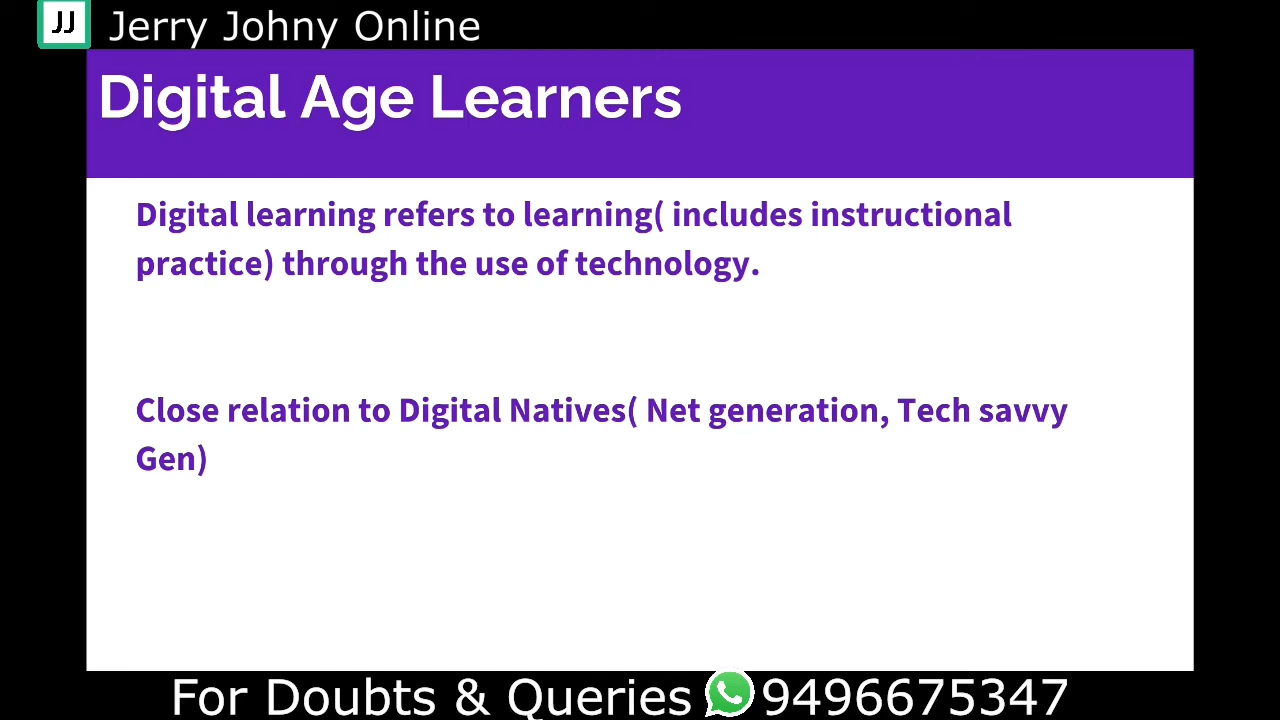 JJ Jerry Johny Online
Digital Age Learners
Digital learning refers to learning( includes instructional
practice) through the use of technology.
Close relation to Digital Natives( Net generation, Tech savvy
Gen)
For Doubts & Queries 9496675347